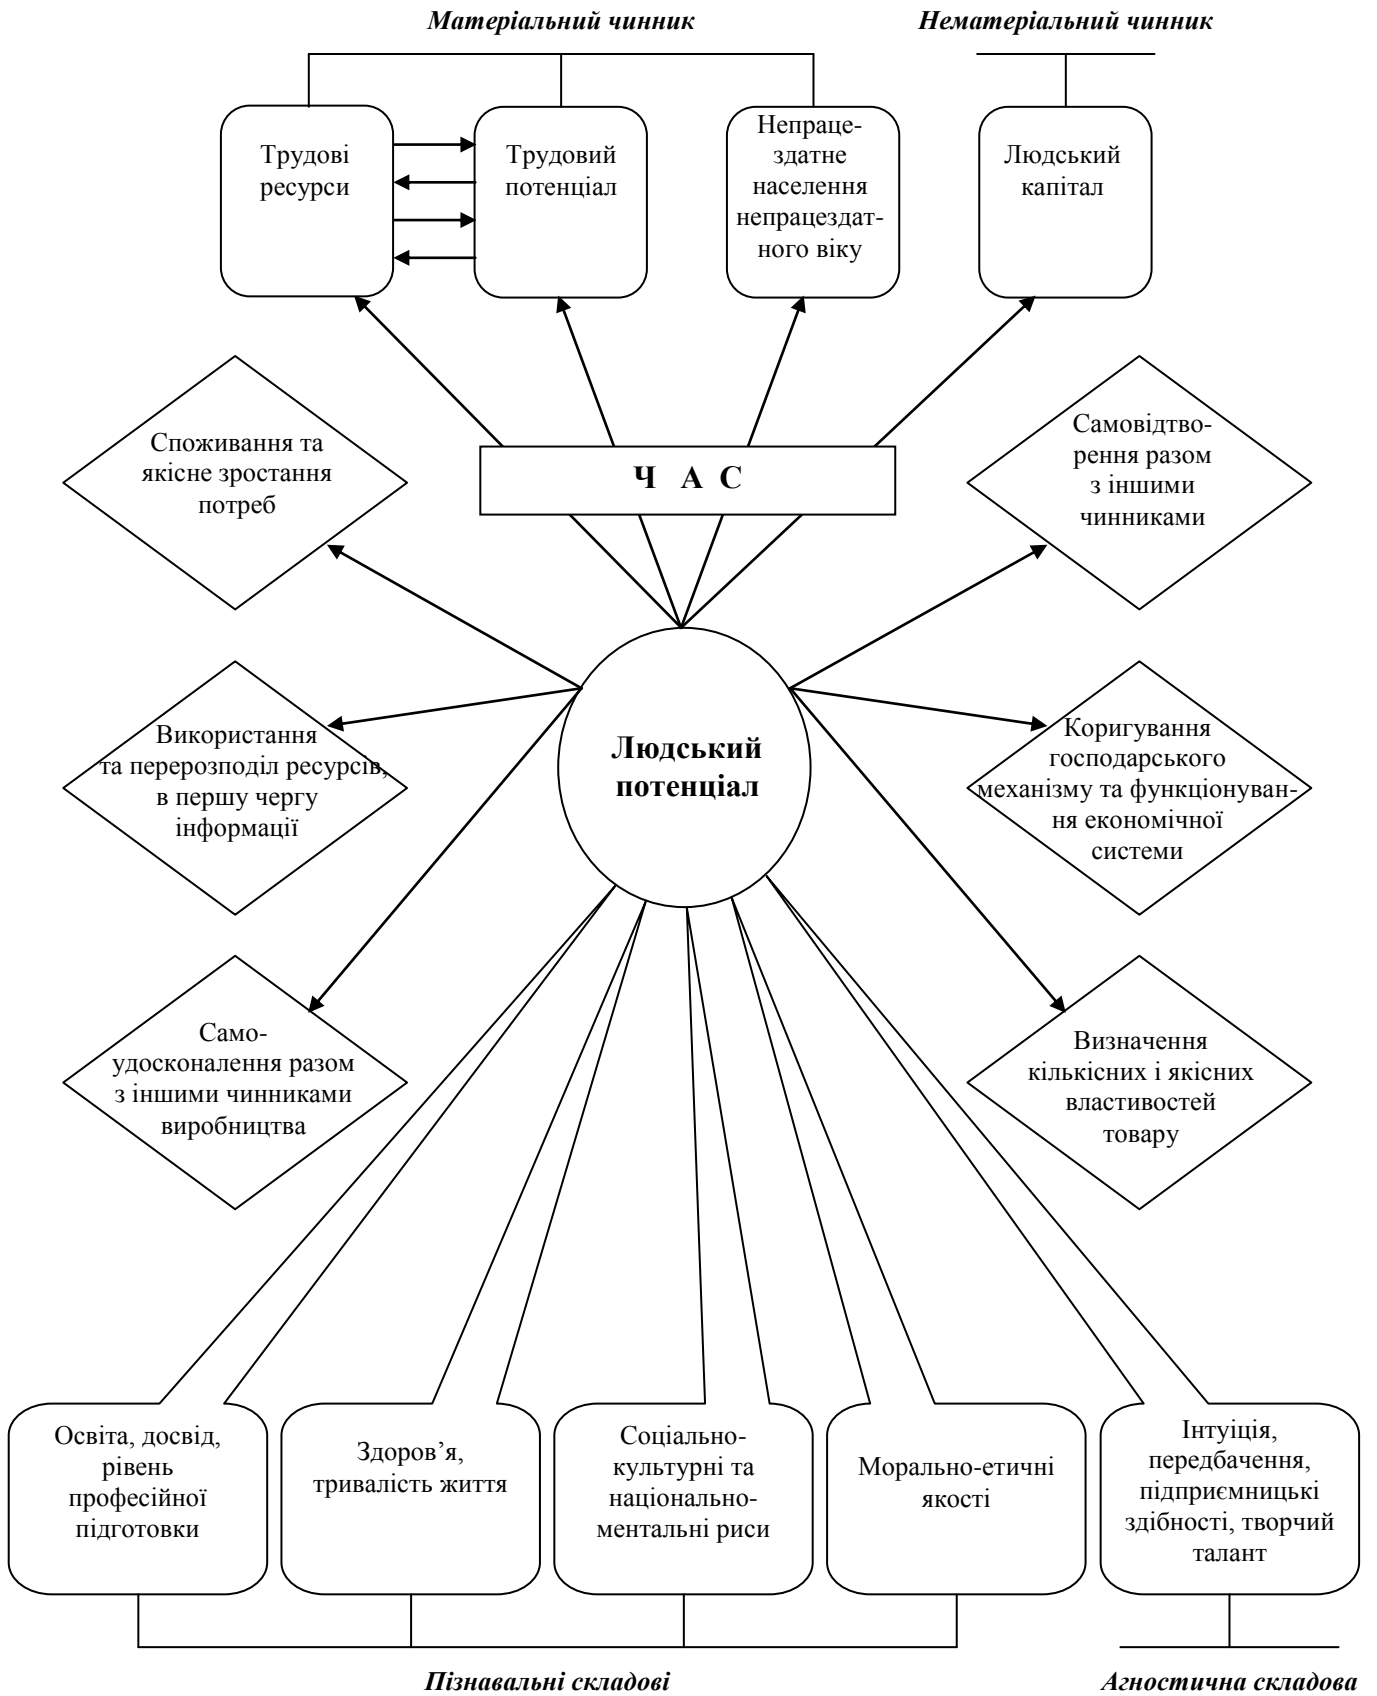 Матеріальний чинник
Нематеріальний чинник
Трудові
ресурси
Трудовий
потенціал
Непраце-
здатне
населення
непрацездат-
ного віку
Людський
капітал
Споживання та
якісне зростання
потреб
Ч А С
Самовідтво-
рення разом
з іншими
чинниками
Використання
та перерозподіл ресурсів,
в першу чергу
інформації
Людський
потенціал
Коригування
господарського
механізму та функціонуван-
ня економічної
системи
Само-
удосконалення разом
з іншими чинниками
виробництва
Визначення
кількісних і якісних
властивостей
товару
Освіта, досвід,
рівень
професійної
підготовки
Здоров’я,
тривалість життя
Соціально-
культурні та
національно-
ментальні риси
Морально-етичні
якості
Інтуіція,
передбачення,
підприємницькі
здібності, творчий
талант
Пізнавальні складові
Агностична складова